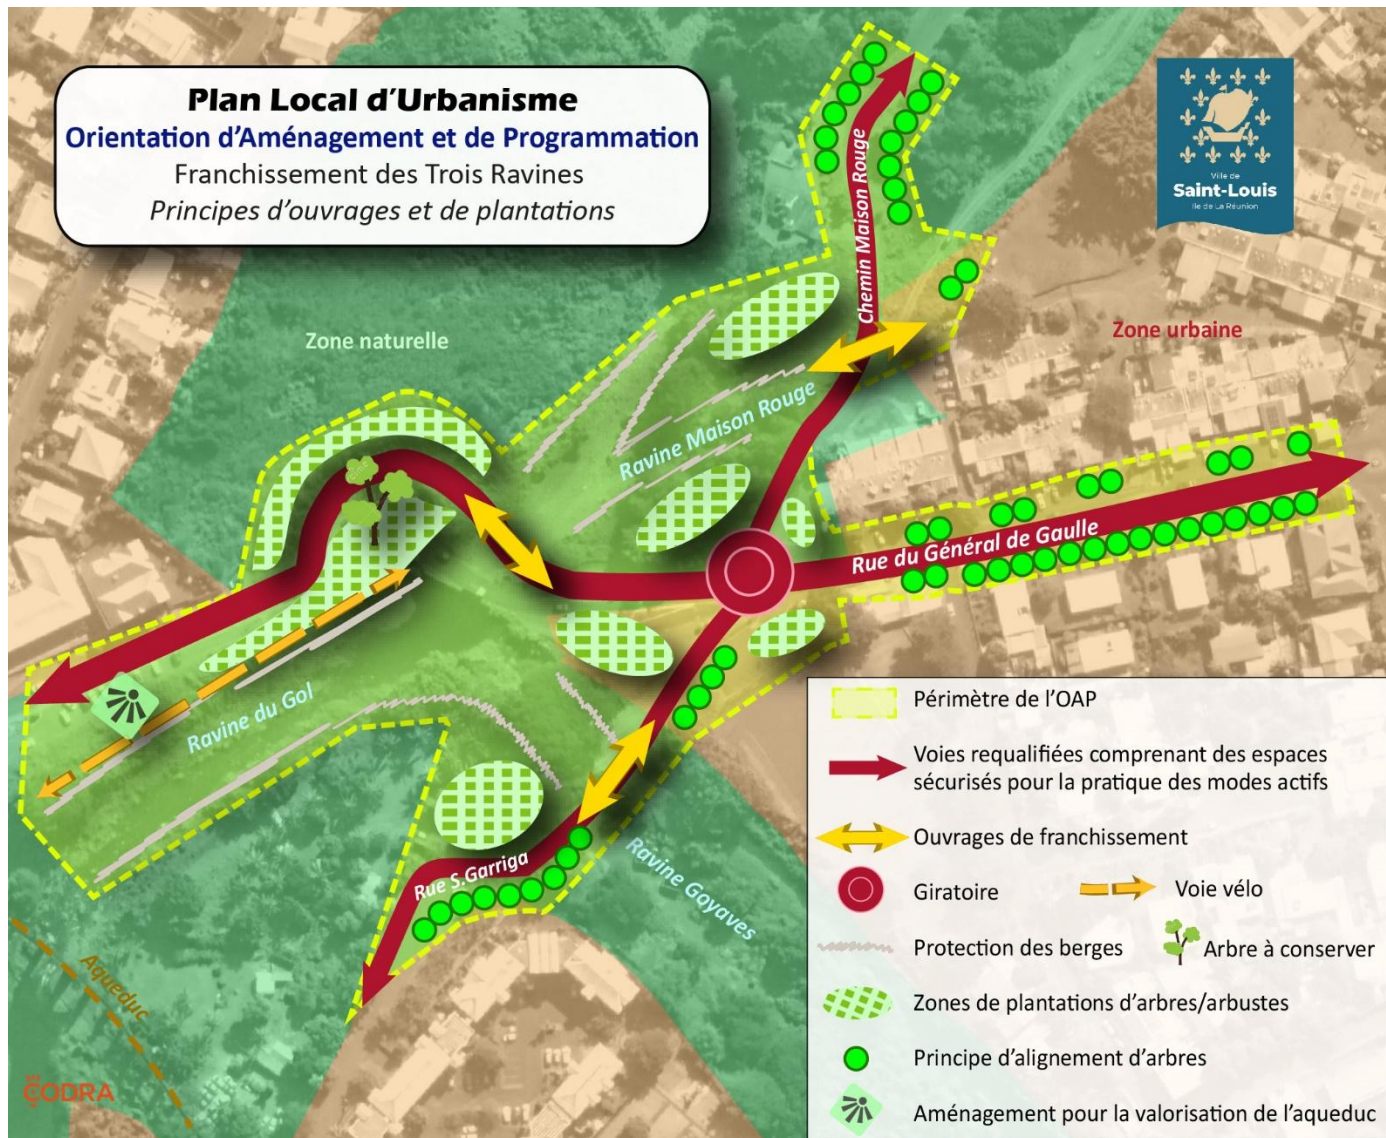 Plan Local d'Urbanisme
Orientation d'Aménagement et de Programmation
Franchissement des Trois Ravines
Principes d'ouvrages et de plantations
Ville de
Saint-Louis
Ile de La Réunion
Chemin Maison Rouge
Zone naturelle
Zone urbaine
Ravine Maison Rouge
Rue du Général de Gaulle
Ravine du Gol
Rue S.Garriga
Ravine Goyaves
Aqueduc
CODRA
Périmètre de l'OAP
Voies requalifiées comprenant des espaces
sécurisés pour la pratique des modes actifs
Ouvrages de franchissement
Giratoire
Voie vélo
Protection des berges
Arbre à conserver
Zones de plantations d'arbres/arbustes
Principe d'alignement d'arbres
Aménagement pour la valorisation de l'aqueduc